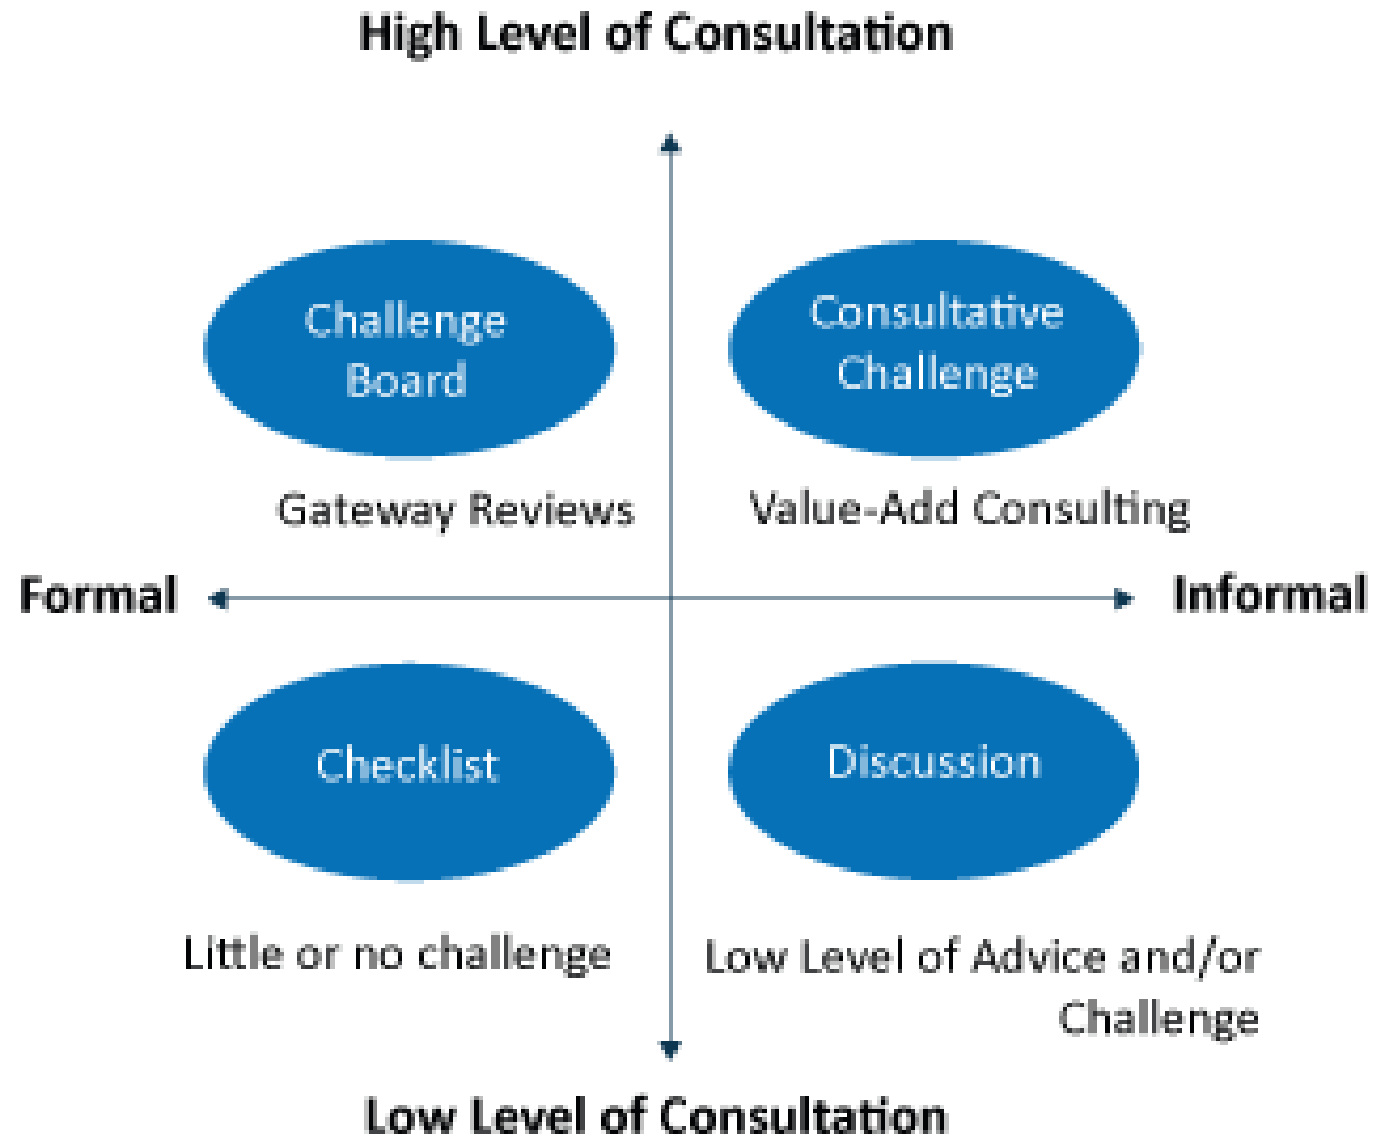 High Level of Consultation
Challenge
Board
Consultative
Challenge
Gateway Reviews
Value-Add Consulting
Formal
Informal
Checklist
Discussion
Little or no challenge
Low Level of Advice and/or
Challenge
Low Level of Consultation